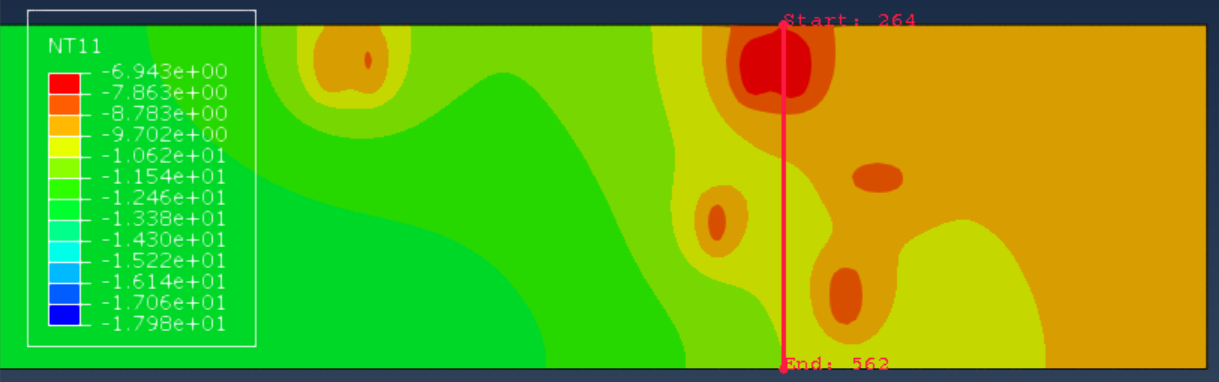 Start: 264
NT11
-6.943e+00
-7.863e+00
-8.783e+00
-9.702e+00
-1.062e+01
-1.154e+01
-1.246e+01
-1.338e+01
-1.430e+01
-1.522e+01
-1.614e+01
-1.706e+01
-1.798e+01
End: 562